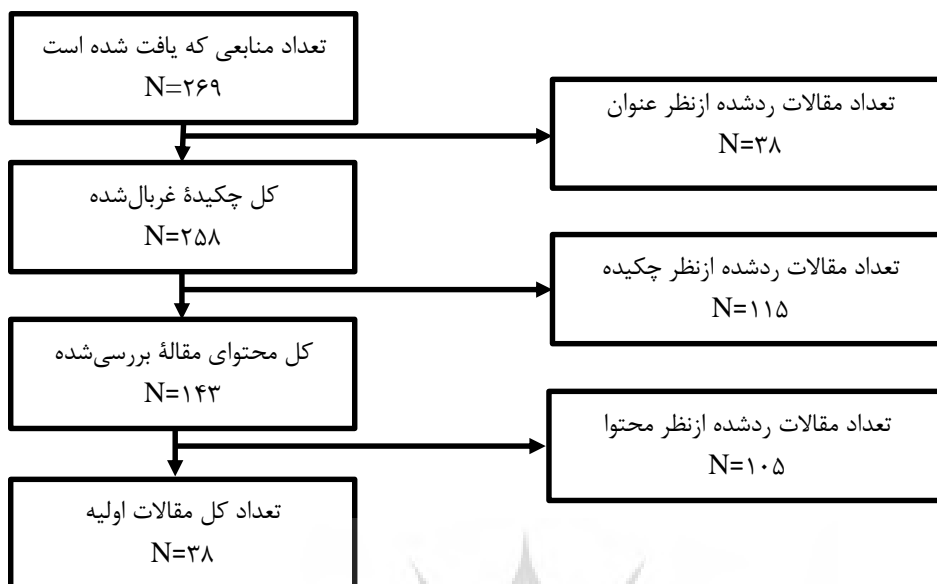 تعداد منابعی که یافت شده است
N=۲۶۹
تعداد مقالات ردشده ازنظر عنوان
N=۳۸
کل چکیدۀ غربال‌شده
N=۲۵۸
تعداد مقالات ردشده ازنظر چکیده
N=۱۱۵
کل محتوای مقالۀ بررسی‌شده
N=۱۴۳
تعداد مقالات ردشده ازنظر محتوا
N=۱۰۵
تعداد کل مقالات اولیه
N=۳۸